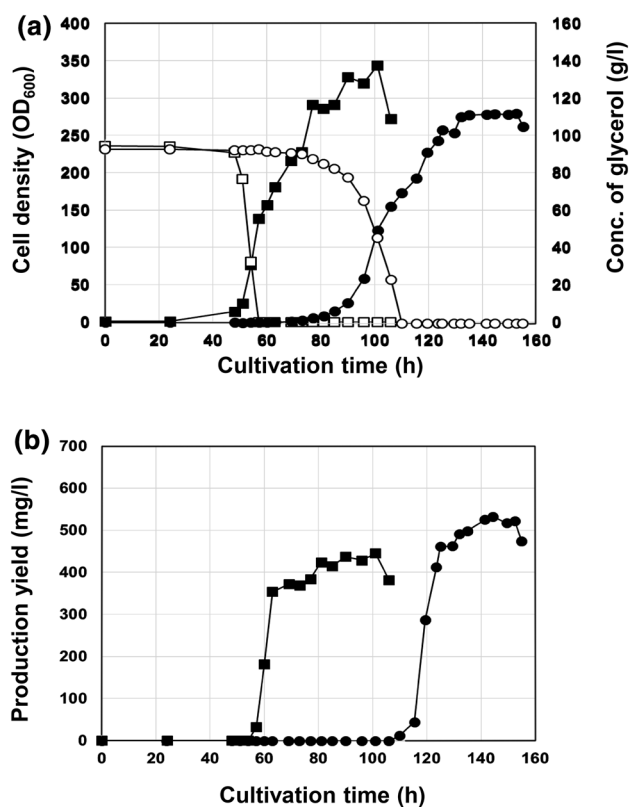 (a)
Cell density (OD600)
400
350
300
250
200
150
100
50
0
160
140
120
100
80
60
40
20
0
Conc. of glycerol (g/l)
0 20 40 60 80 100 120 140 160
Cultivation time (h)
(b)
Production yield (mg/l)
700
600
500
400
300
200
100
0
0 20 40 60 80 100 120 140 160
Cultivation time (h)